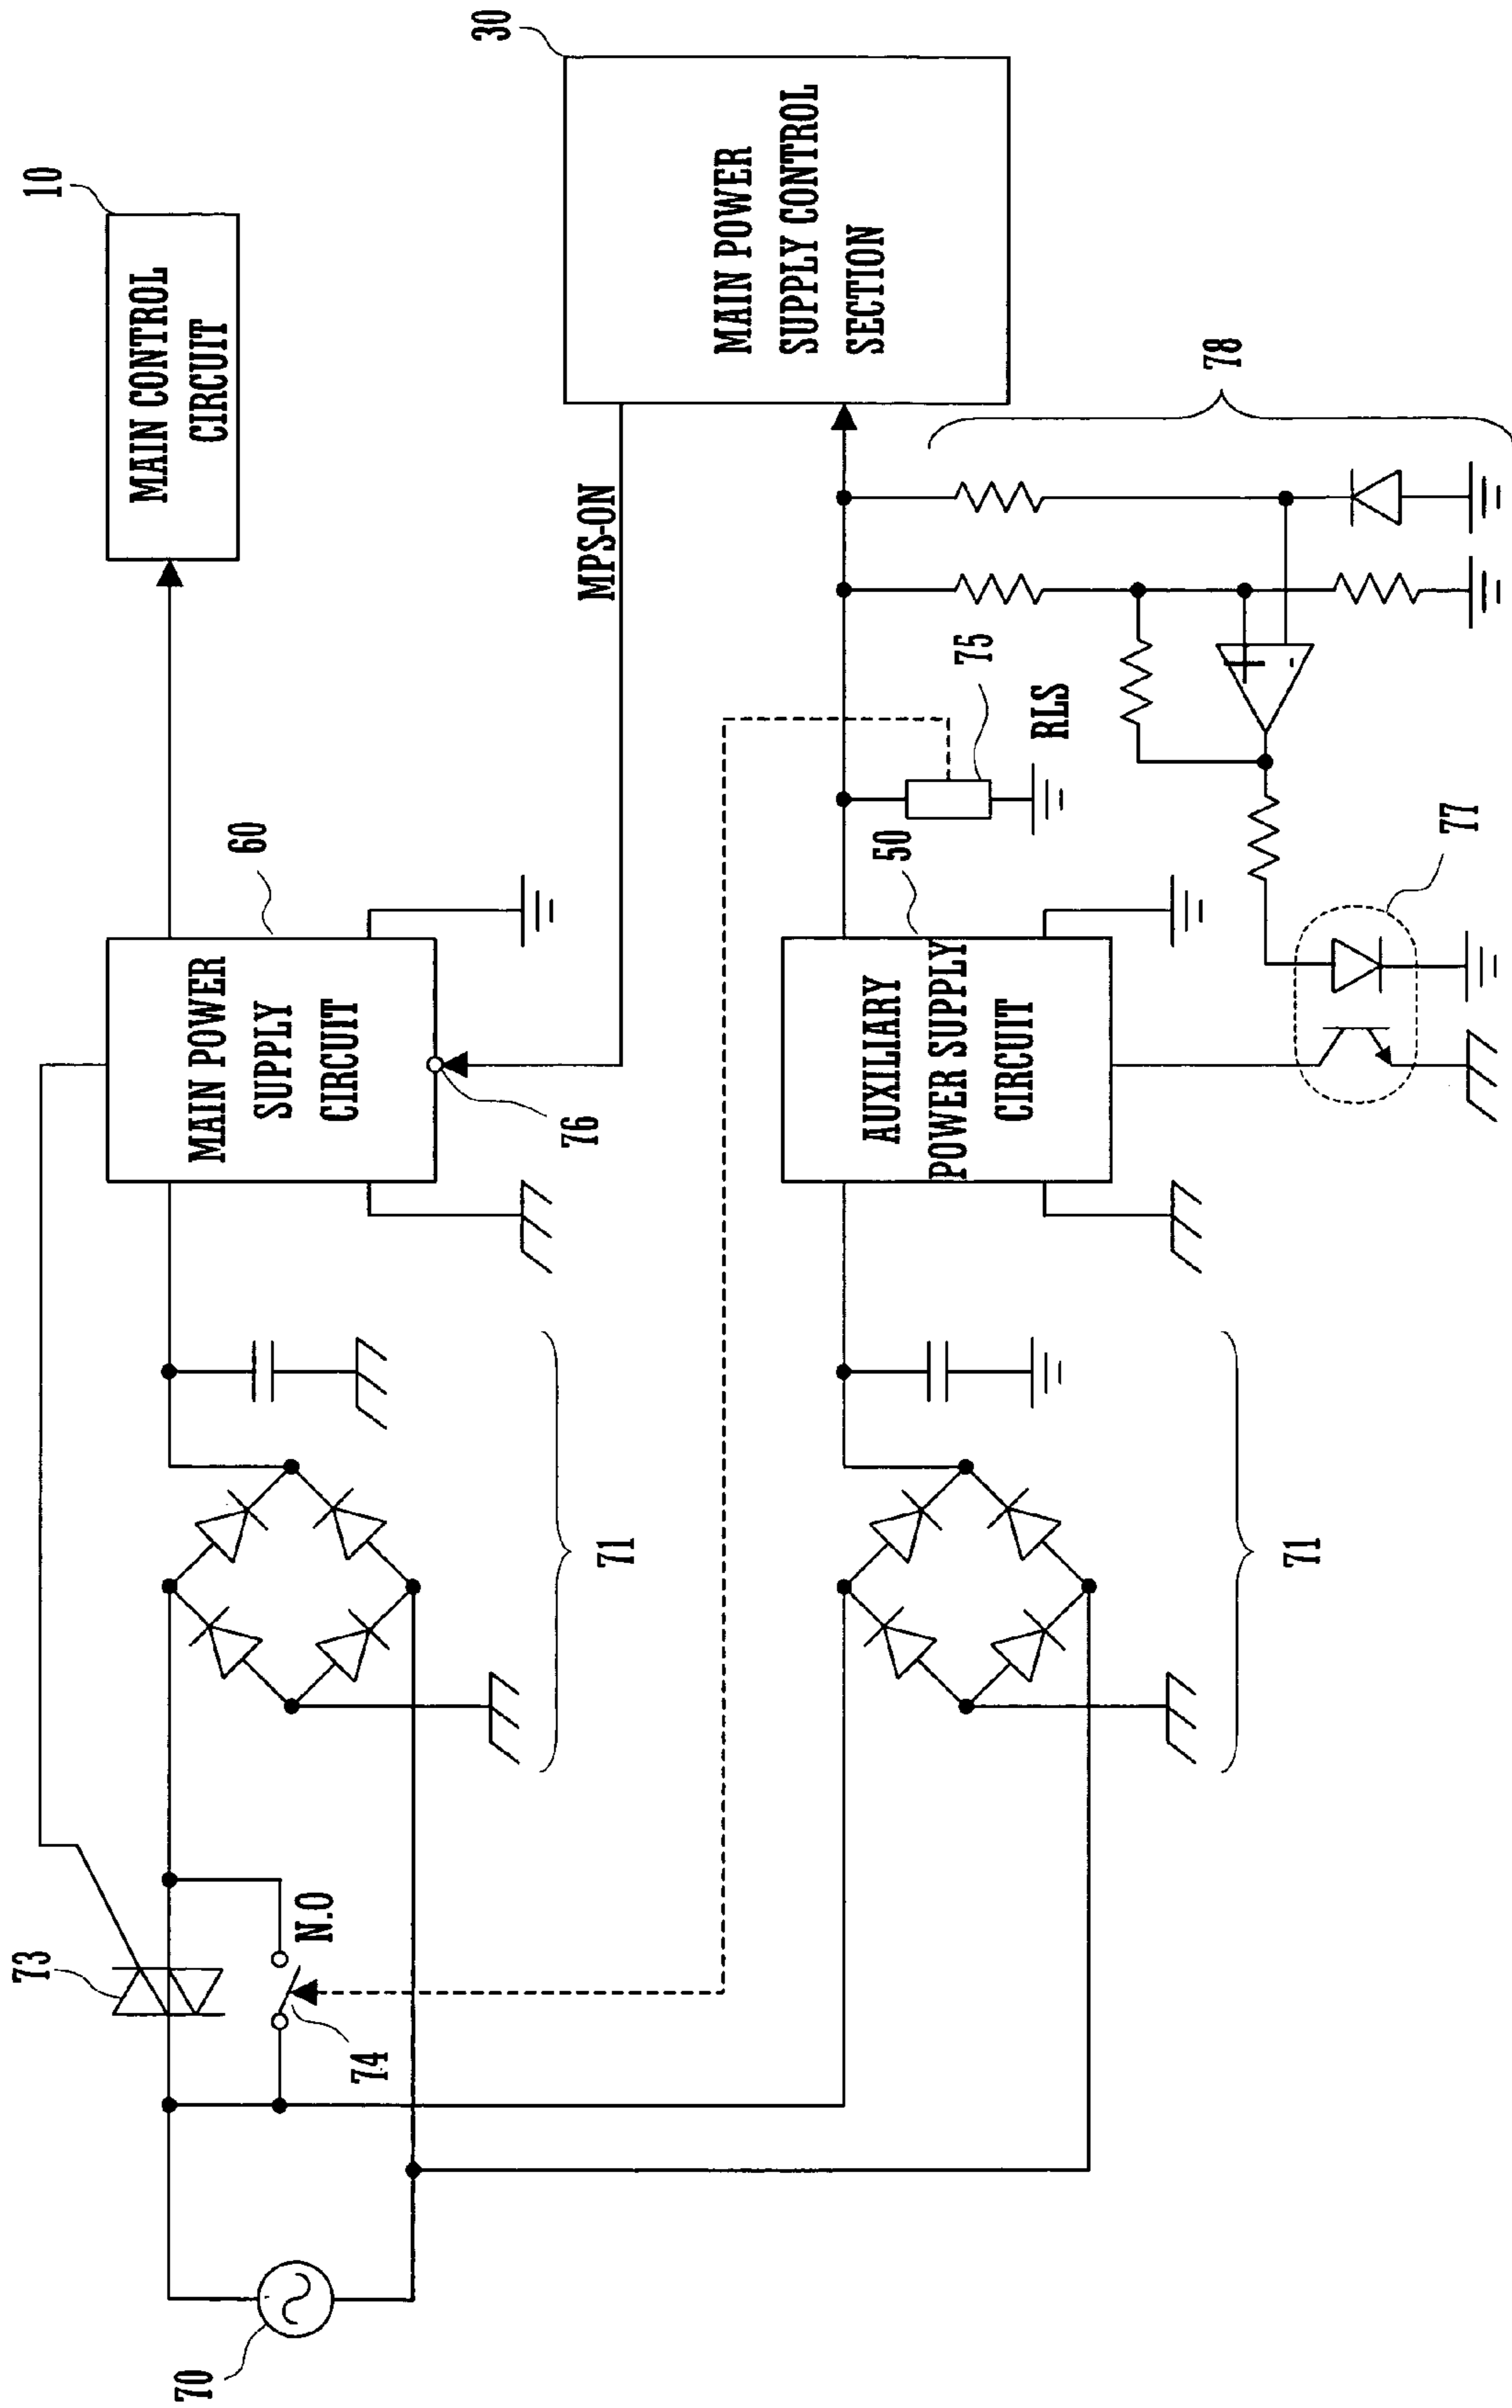 10
MAIN CONTROL
CIRCUIT
30
MAIN POWER
SUPPLY CONTROL
SECTION
73
60
MAIN POWER
SUPPLY
CIRCUIT
MPS-ON
N.O
74
70
71
76
50
AUXILIARY
POWER SUPPLY
CIRCUIT
75
RLS
78
77
71